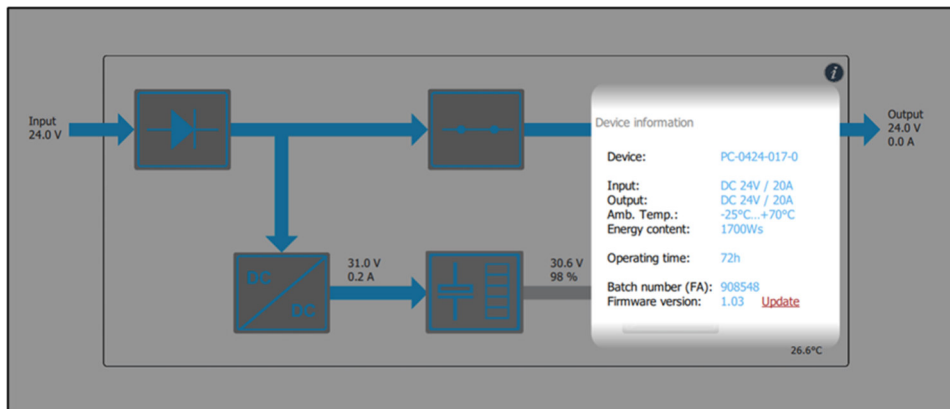 i
Input
24.0 V
Output
24.0 V
0.0 A
Device information
Device: PC-0424-017-0
Input: DC 24V / 20A
Output: DC 24V / 20A
Amb. Temp.: -25°C...+70°C
Energy content: 1700Ws
Operating time: 72h
Batch number (FA): 908548
Firmware version: 1.03 Update
DC
DC
31.0 V
0.2 A
30.6 V
98 %
26.6°C